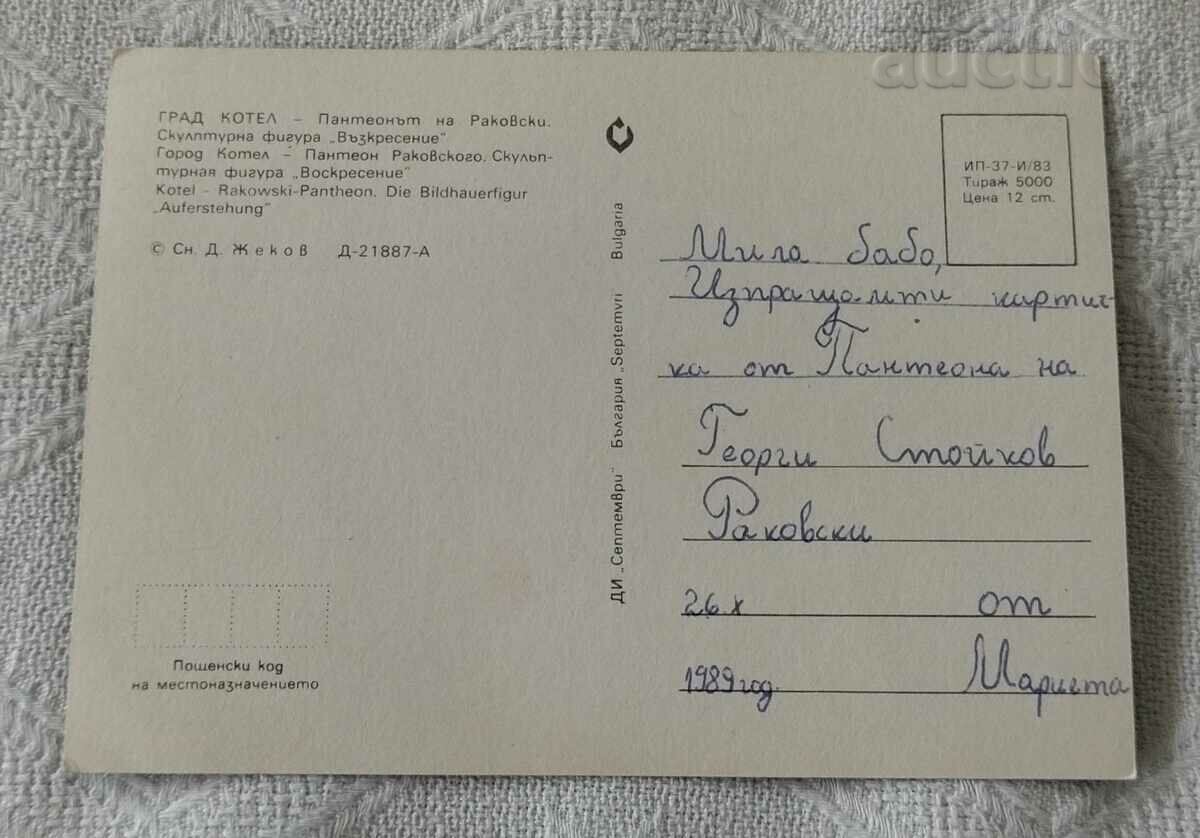 ГРАД КОТЕЛ – Пантеонът на Раковски.
Скулптурна фигура „Възкресение"
Город Котел – Пантеон Раковского. Скульп-
турная фигура „Воскресение"
Kotel - Rakowski-Pantheon. Die Bildhauerfigur
„Auferstehung"
© Сн. Д. Жеков Д-21887-А
Пощенски код
на местоназначението
ДИ „Септември" България „Septemvri" Bulgaria
ИП-37-И/83
Тираж 5000
Цена 12 ст.
Мила бабо,
Изпращамти картич-
ка от Пантеона на
Георги Стойков
Раковски
26 x от
1989 год. Мариета
auctio